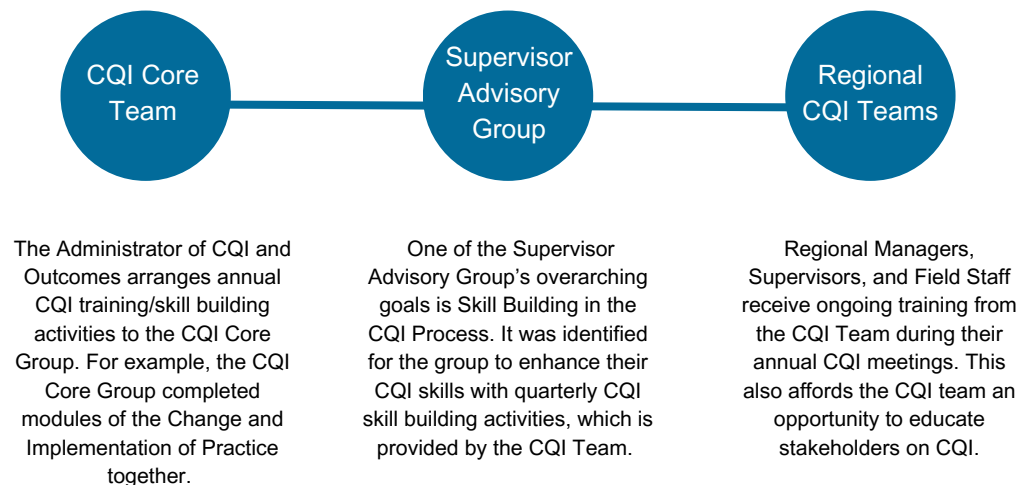 CQI Core
Team
Supervisor
Advisory
Group
Regional
CQI Teams
The Administrator of CQI and
Outcomes arranges annual
CQI training/skill building
activities to the CQI Core
Group. For example, the CQI
Core Group completed
modules of the Change and
Implementation of Practice
together.
One of the Supervisor
Advisory Group’s overarching
goals is Skill Building in the
CQI Process. It was identified
for the group to enhance their
CQI skills with quarterly CQI
skill building activities, which is
provided by the CQI Team.
Regional Managers,
Supervisors, and Field Staff
receive ongoing training from
the CQI Team during their
annual CQI meetings. This
also affords the CQI team an
opportunity to educate
stakeholders on CQI.